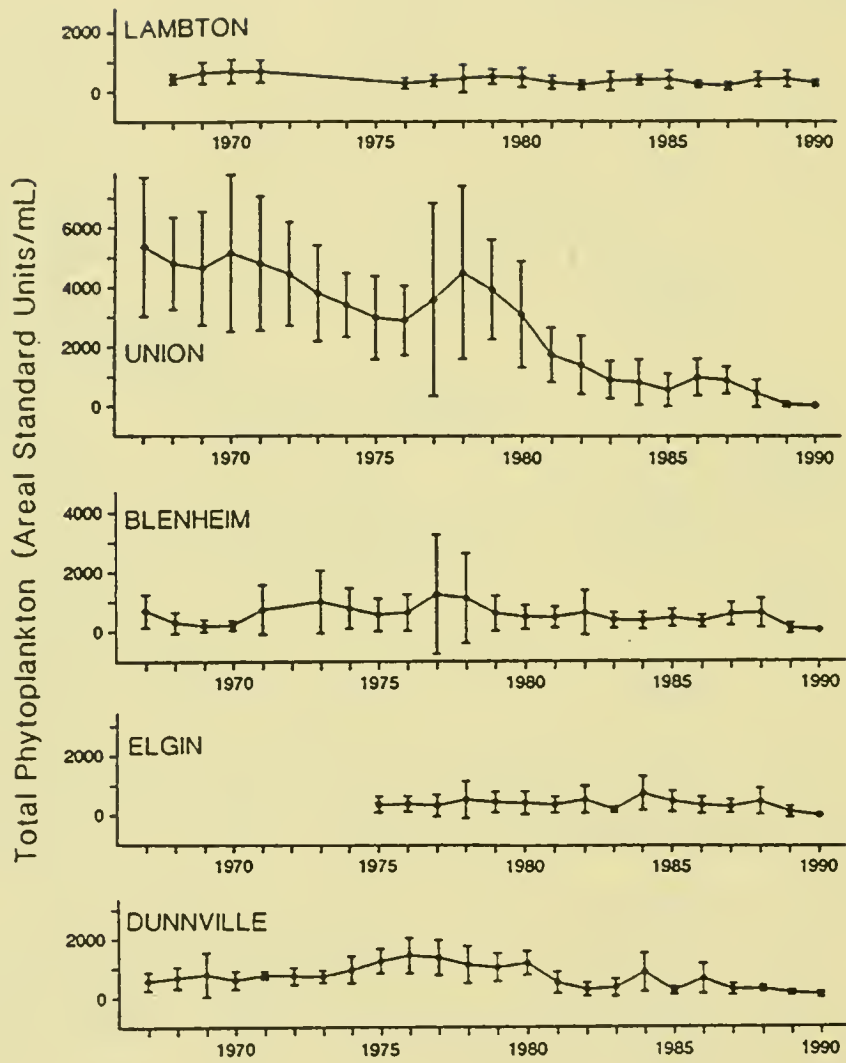 Total Phytoplankton (Areal Standard Units/mL)
LAMBTON
2000
0
1970 1975 1980 1985 1990
6000
4000
2000
UNION
0
1970 1975 1980 1985 1990
BLENHEIM
4000
2000
0
1970 1975 1980 1985 1990
ELGIN
2000
0
1970 1975 1980 1985 1990
DUNNVILLE
2000
0
1970 1975 1980 1985 1990